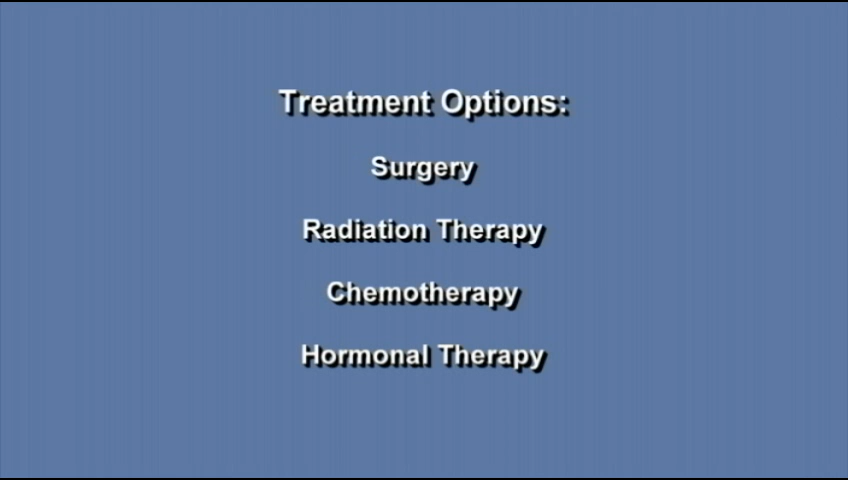 Treatment Options:
Surgery
Radiation Therapy
Chemotherapy
Hormonal Therapy